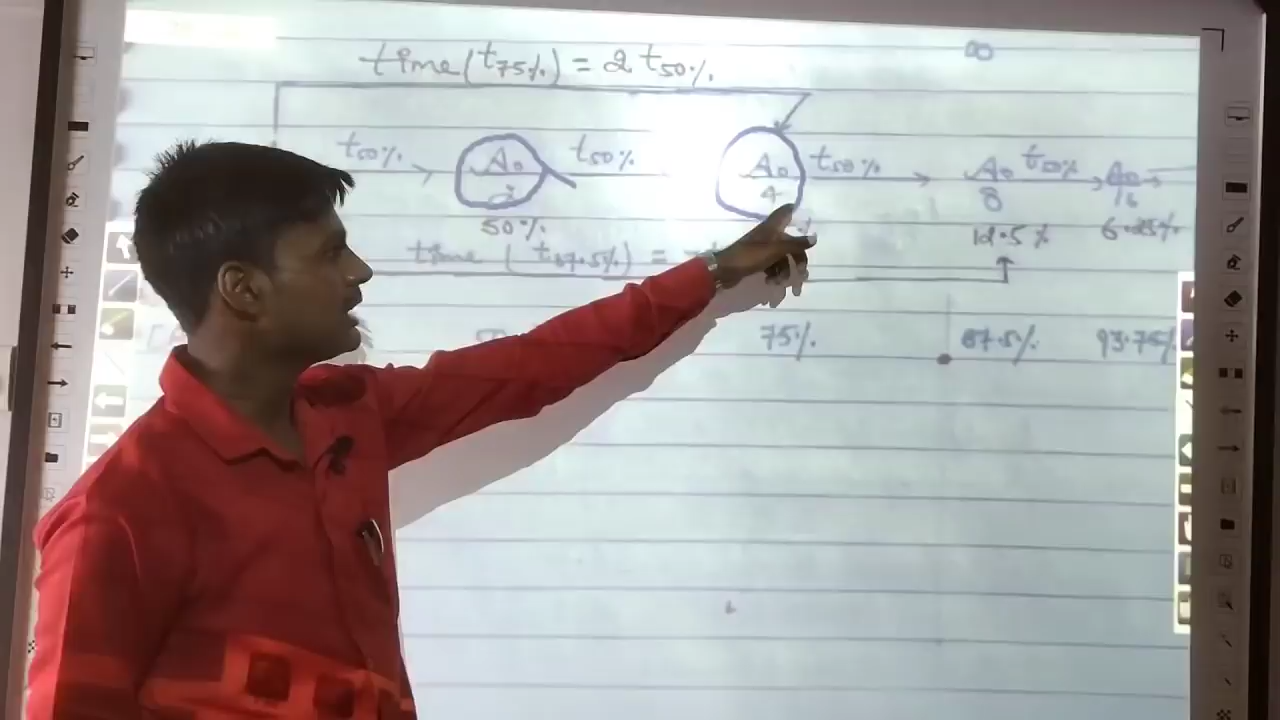 time(t75%) = 2 t50%
∞
t50% A0/2 t50% A0/4 t50% A0/8 t50% A0/16
50% % 12.5% 6.25%
time (t87.5%) =
75% 87.5% 93.75%